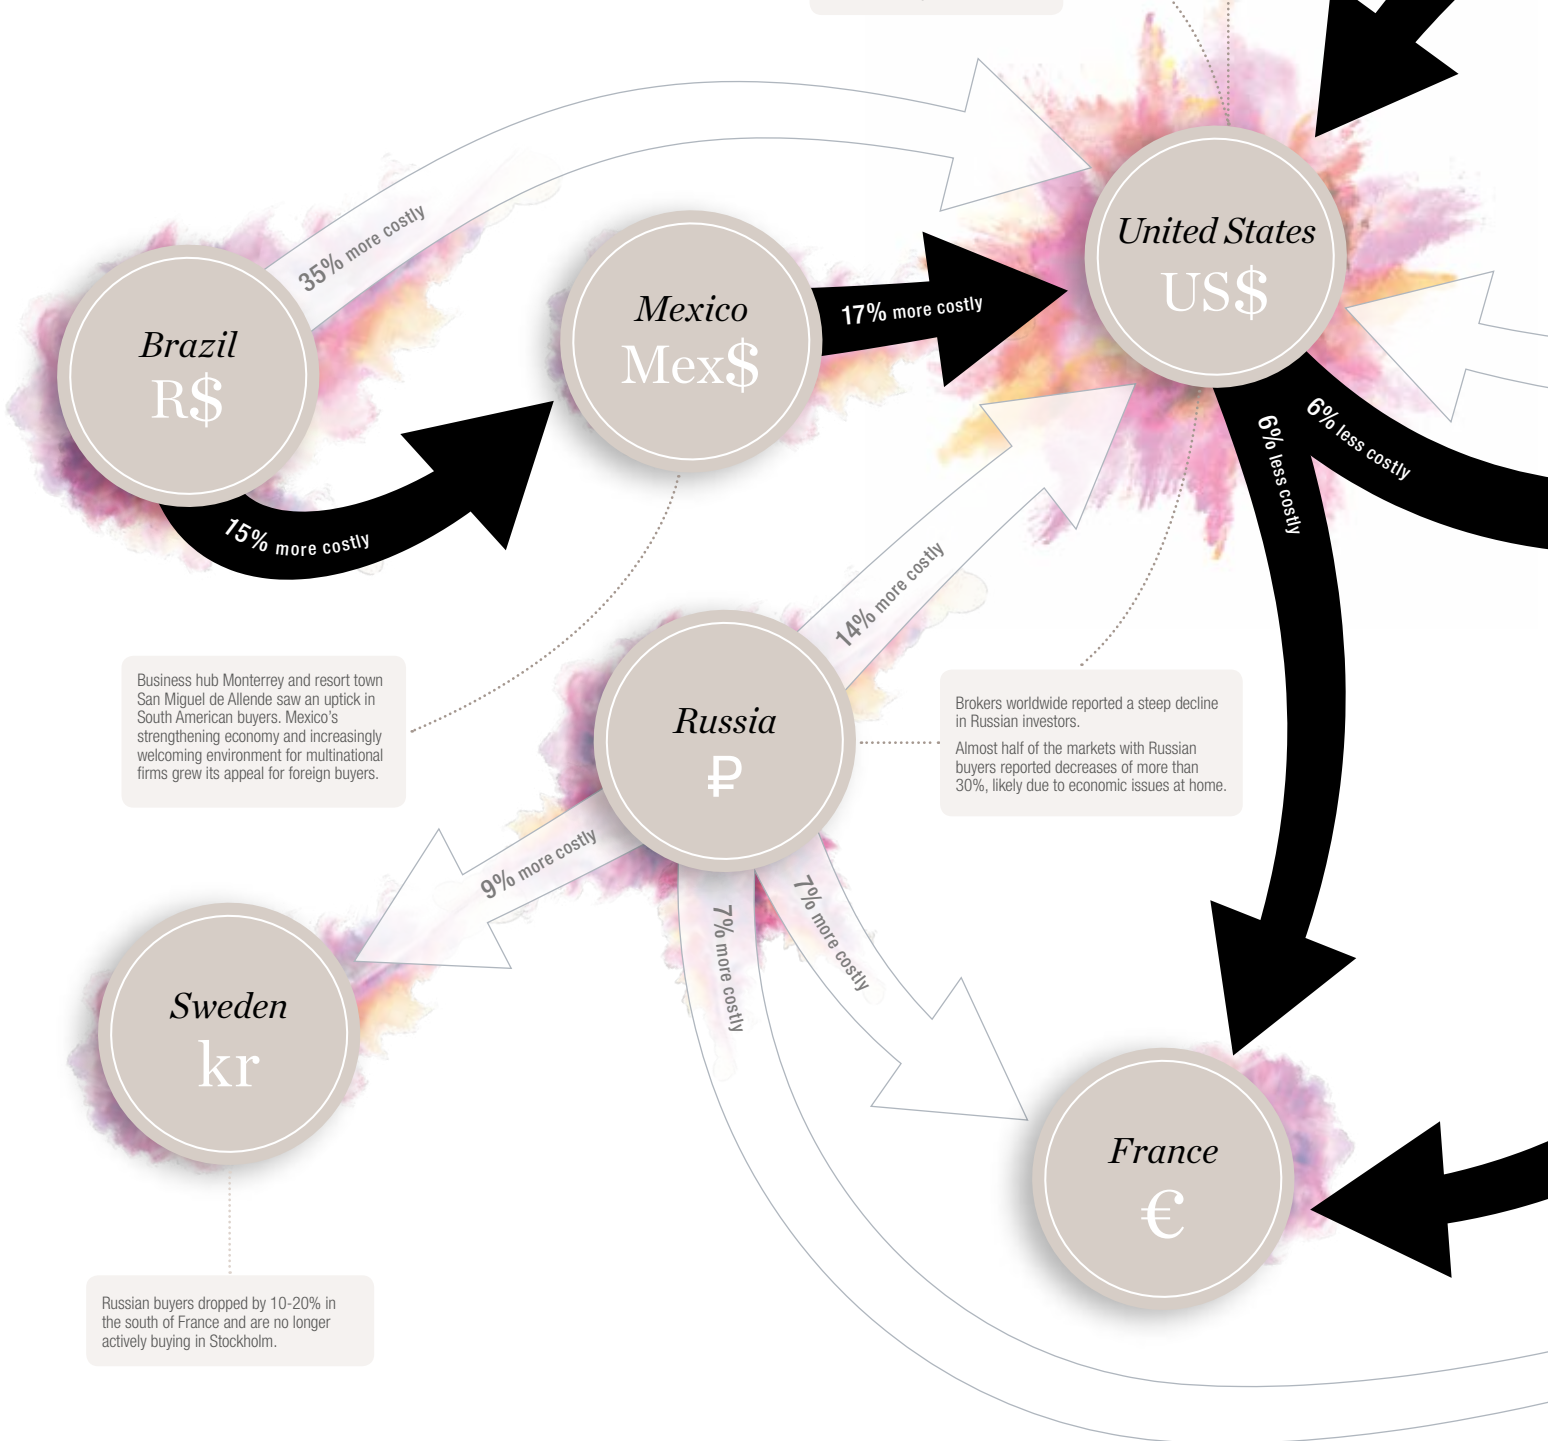 United States
US$
35% more costly
Mexico
Mex$
17% more costly
Brazil
R$
6% less costly
6% less costly
15% more costly
14% more costly
Business hub Monterrey and resort town
San Miguel de Allende saw an uptick in
South American buyers. Mexico’s
strengthening economy and increasingly
welcoming environment for multinational
firms grew its appeal for foreign buyers.
Russia
₽
Brokers worldwide reported a steep decline
in Russian investors.
Almost half of the markets with Russian
buyers reported decreases of more than
30%, likely due to economic issues at home.
9% more costly
7% more costly
7% more costly
Sweden
kr
France
€
Russian buyers dropped by 10-20% in
the south of France and are no longer
actively buying in Stockholm.